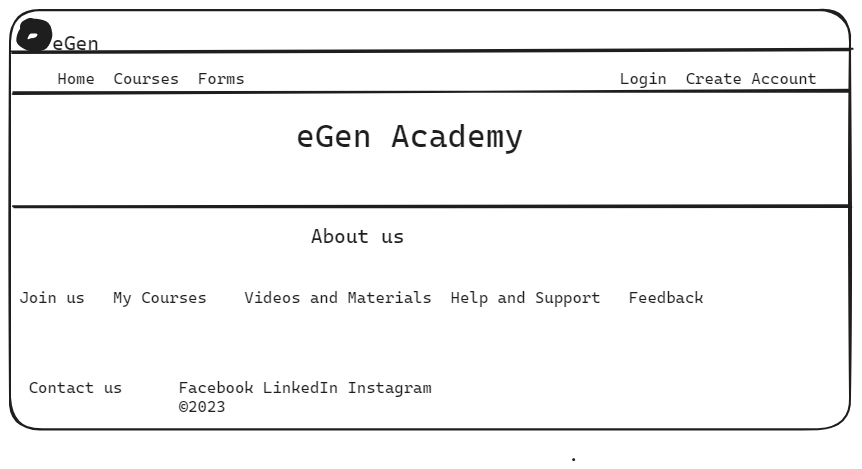 eGen
Home Courses Forms Login Create Account
eGen Academy
About us
Join us My Courses Videos and Materials Help and Support Feedback
Contact us Facebook LinkedIn Instagram
©2023